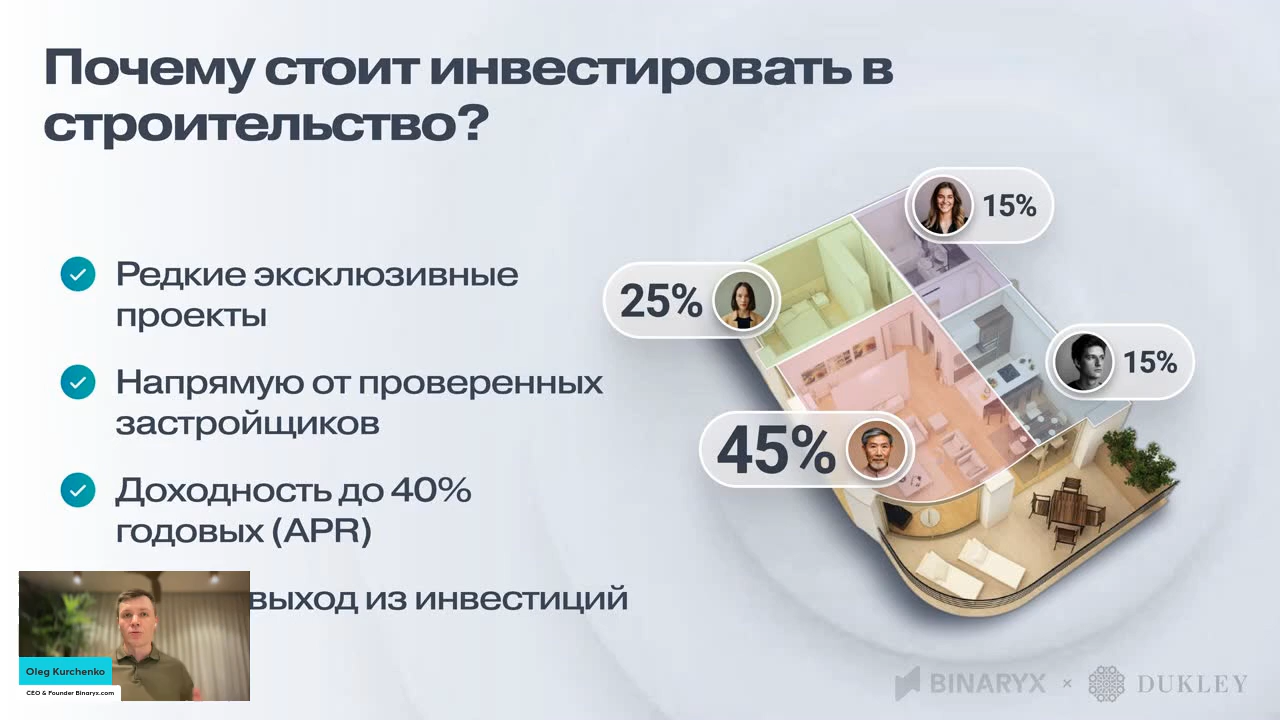 Почему стоит инвестировать в
строительство?
Редкие эксклюзивные
проекты
Напрямую от проверенных
застройщиков
Доходность до 40%
годовых (APR)
выход из инвестиций
15%
25%
15%
45%
Oleg Kurchenko
CEO & Founder Binaryx.com
BINARYX × DUKLEY